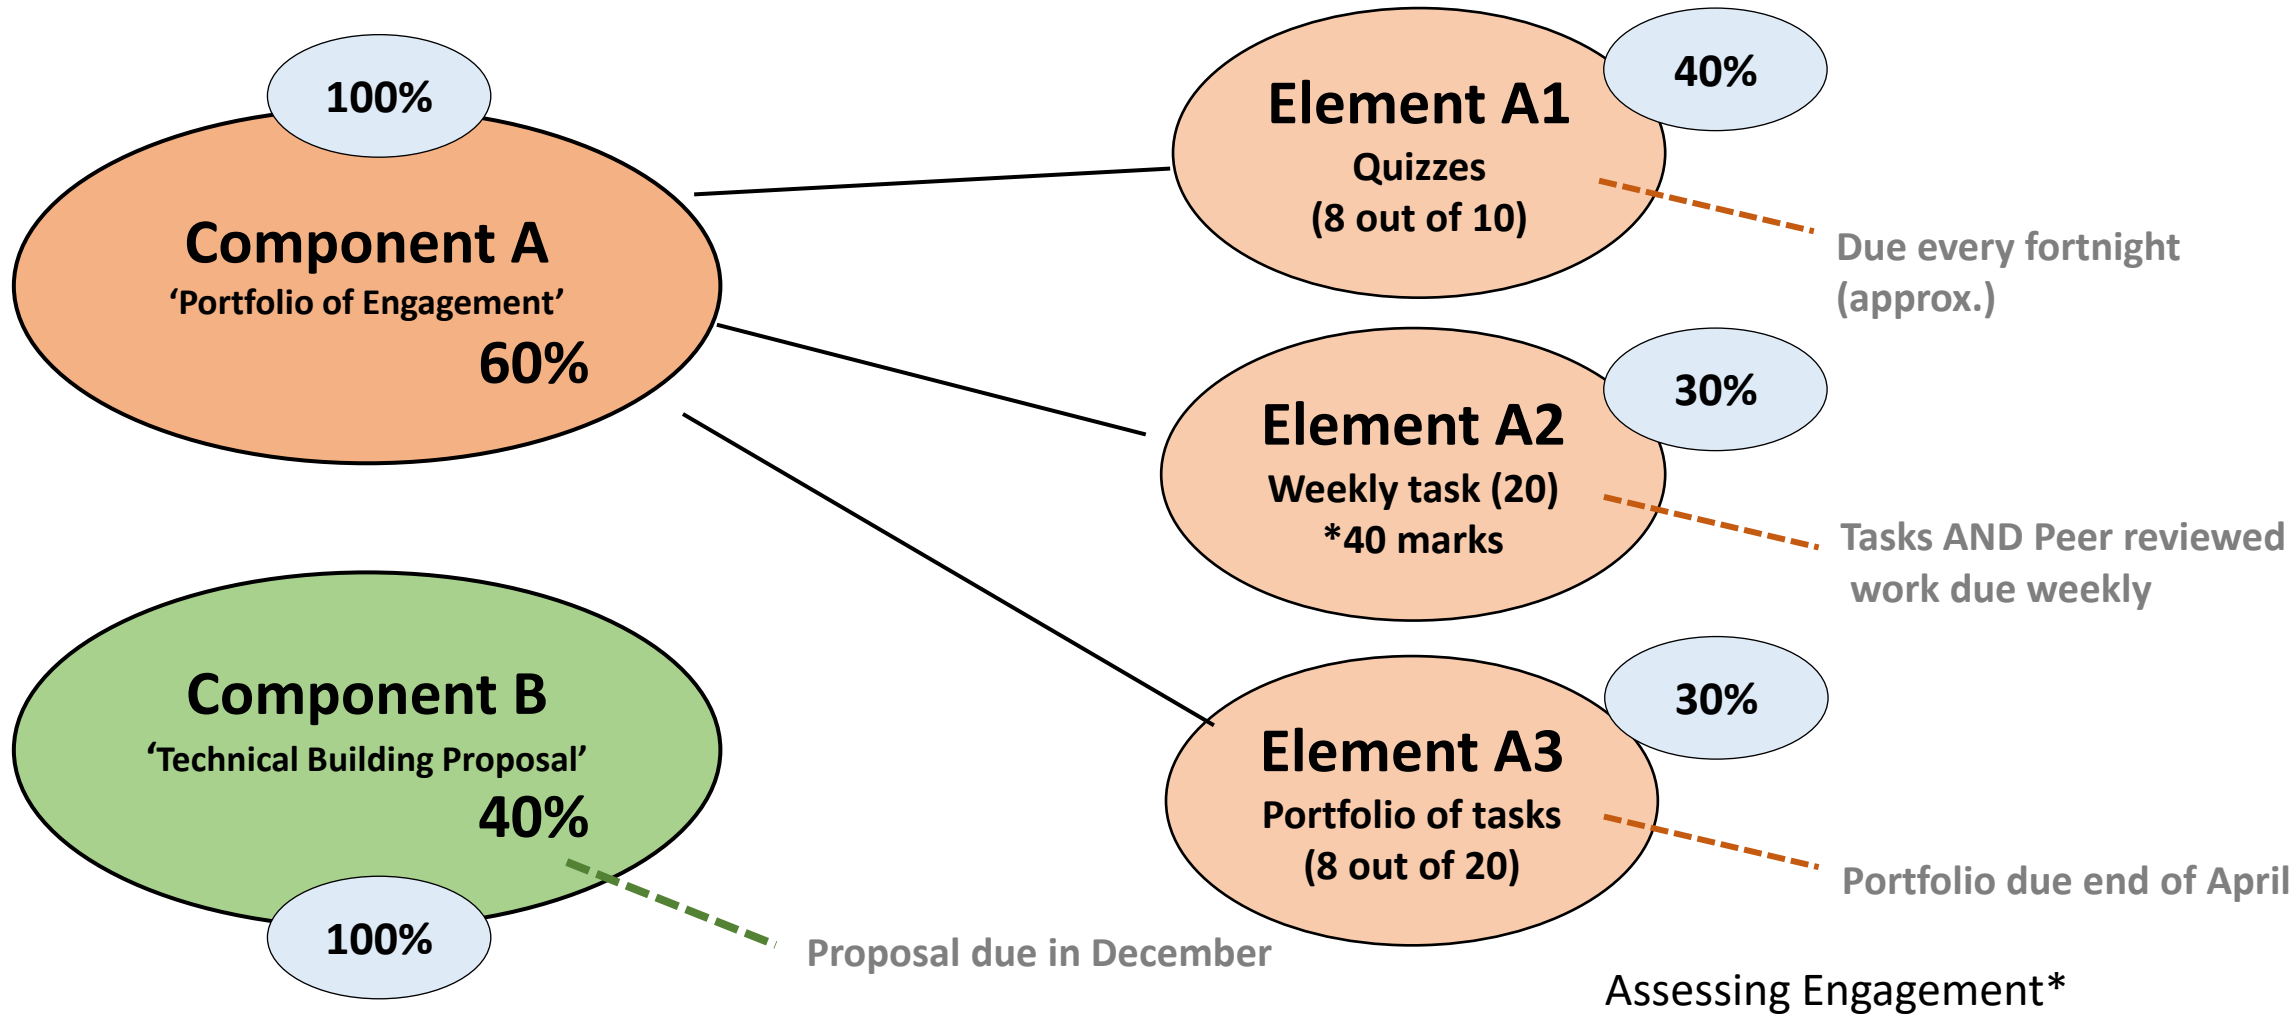 100%
Component A
‘Portfolio of Engagement’
60%
Element A1
Quizzes
(8 out of 10)
40%
Due every fortnight
(approx.)
Element A2
Weekly task (20)
*40 marks
30%
Tasks AND Peer reviewed
work due weekly
Element A3
Portfolio of tasks
(8 out of 20)
30%
Portfolio due end of April
Component B
‘Technical Building Proposal’
40%
100%
Proposal due in December
Assessing Engagement*